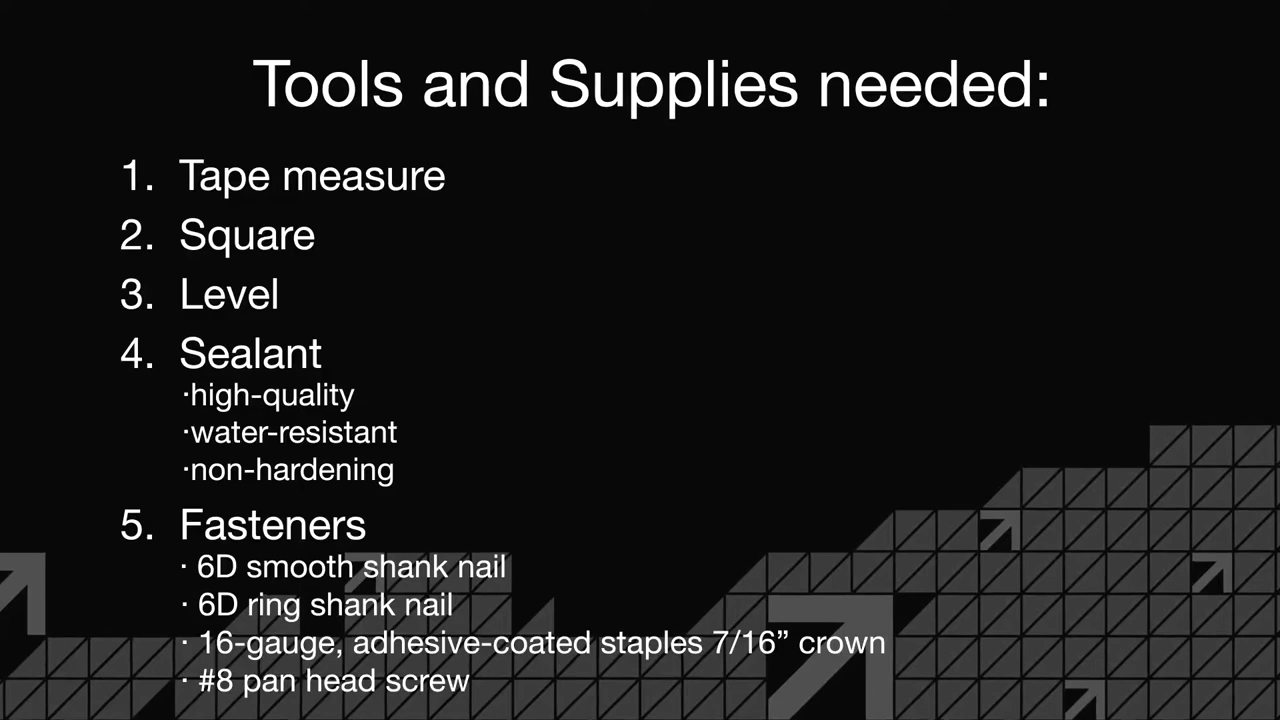 Tools and Supplies needed:
1. Tape measure
2. Square
3. Level
4. Sealant
·high-quality
·water-resistant
·non-hardening
5. Fasteners
· 6D smooth shank nail
· 6D ring shank nail
· 16-gauge, adhesive-coated staples 7/16” crown
· #8 pan head screw